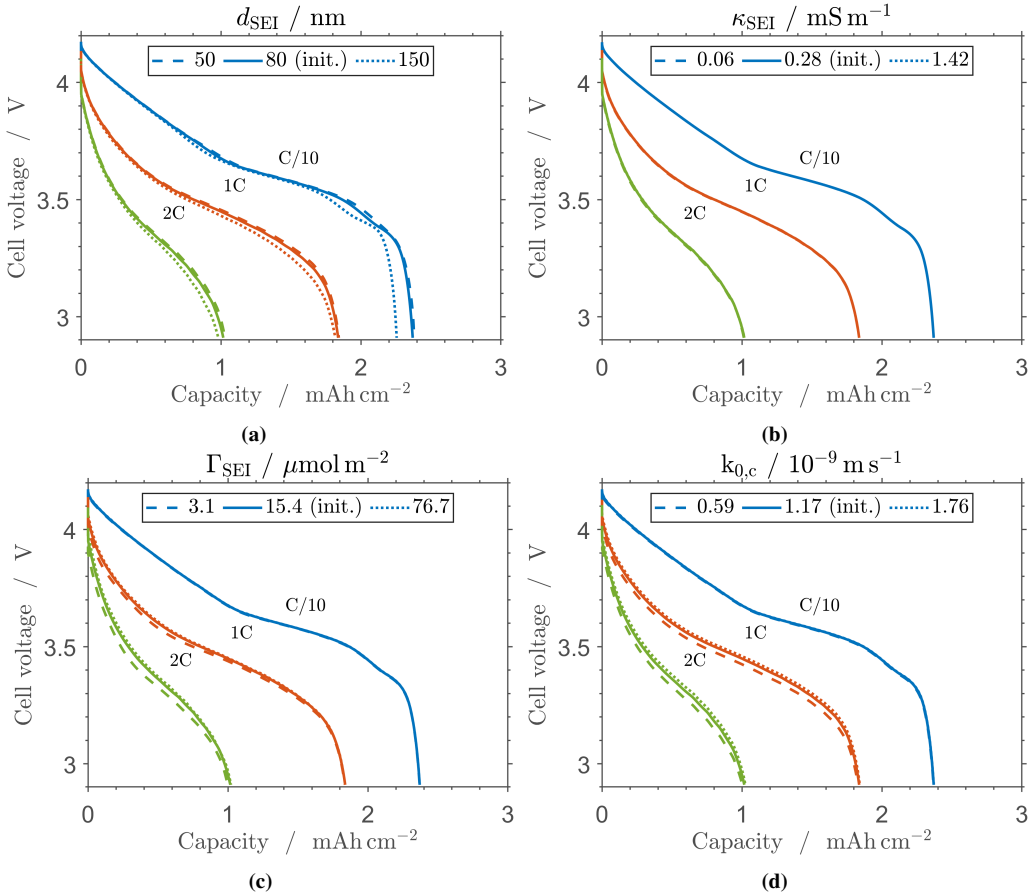 d_SEI / nm
50 80 (init.) 150
4
3.5
3
C/10
1C
2C
Cell voltage / V
0 1 2 3
Capacity / mAh cm⁻²
(a)
κ_SEI / mS m⁻¹
0.06 0.28 (init.) 1.42
4
3.5
3
C/10
1C
2C
Cell voltage / V
0 1 2 3
Capacity / mAh cm⁻²
(b)
Γ_SEI / μmol m⁻²
3.1 15.4 (init.) 76.7
4
3.5
3
C/10
1C
2C
Cell voltage / V
0 1 2 3
Capacity / mAh cm⁻²
(c)
k_0,c / 10⁻⁹ m s⁻¹
0.59 1.17 (init.) 1.76
4
3.5
3
C/10
1C
2C
Cell voltage / V
0 1 2 3
Capacity / mAh cm⁻²
(d)